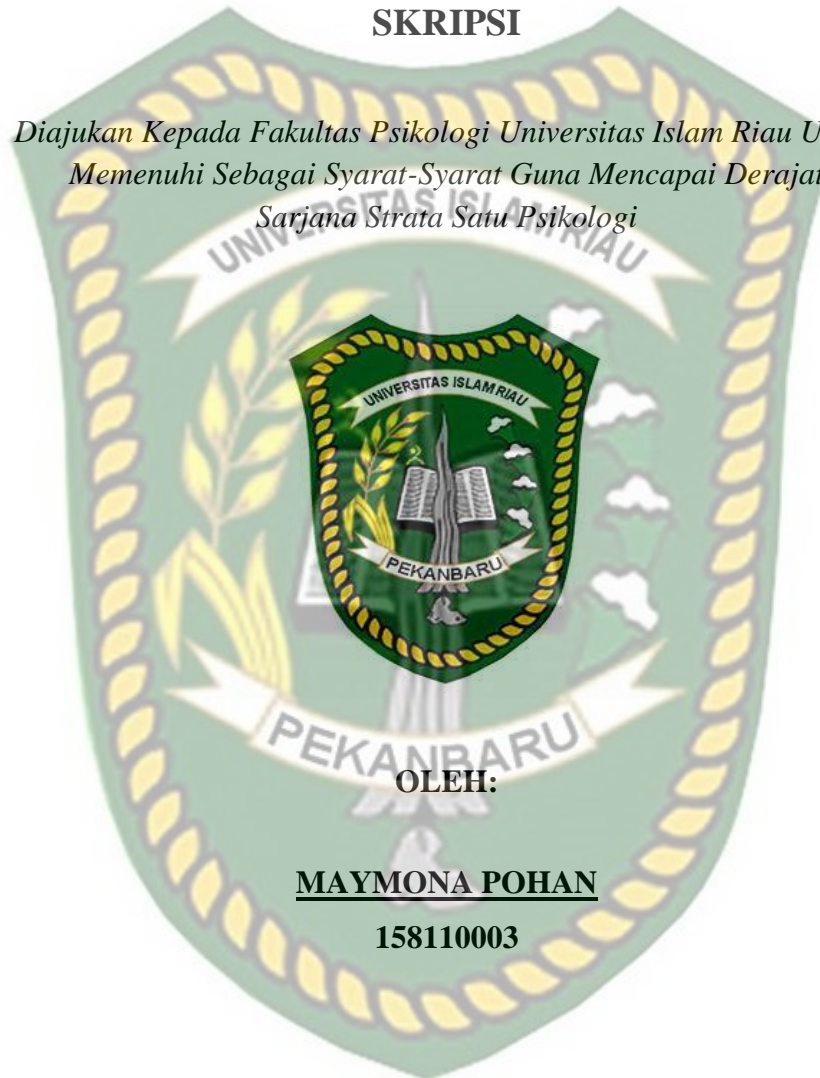 SKRIPSI
Diajukan Kepada Fakultas Psikologi Universitas Islam Riau U
Memenuhi Sebagai Syarat-Syarat Guna Mencapai Derajat
Sarjana Strata Satu Psikologi
UNIVERSITAS ISLAM RIAU
UNIVERSITAS ISLAM RIAU
PEKANBARU
PEKANBARU
OLEH:
MAYMONA POHAN
158110003